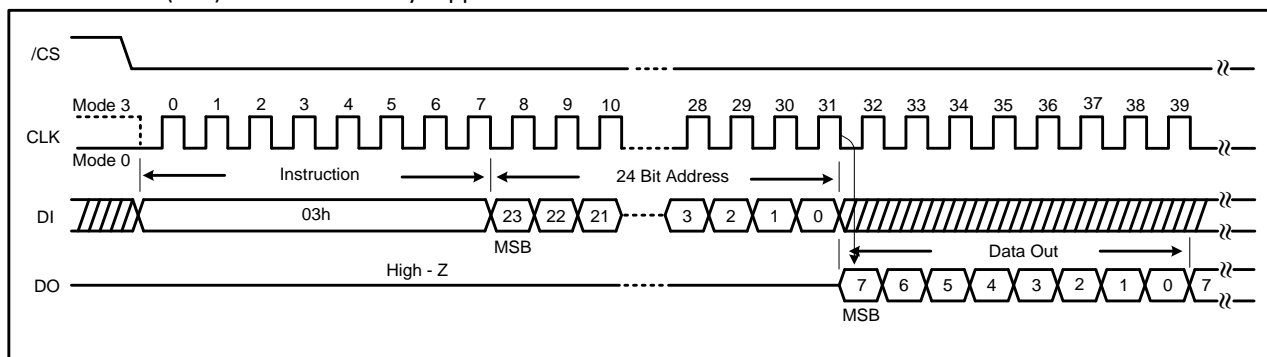 /CS
Mode 3 0 1 2 3 4 5 6 7 8 9 10 28 29 30 31 32 33 34 35 36 37 38 39
CLK
Mode 0
Instruction 24 Bit Address
DI 03h 23 22 21 3 2 1 0
MSB
High - Z Data Out
DO 7 6 5 4 3 2 1 0 7
MSB